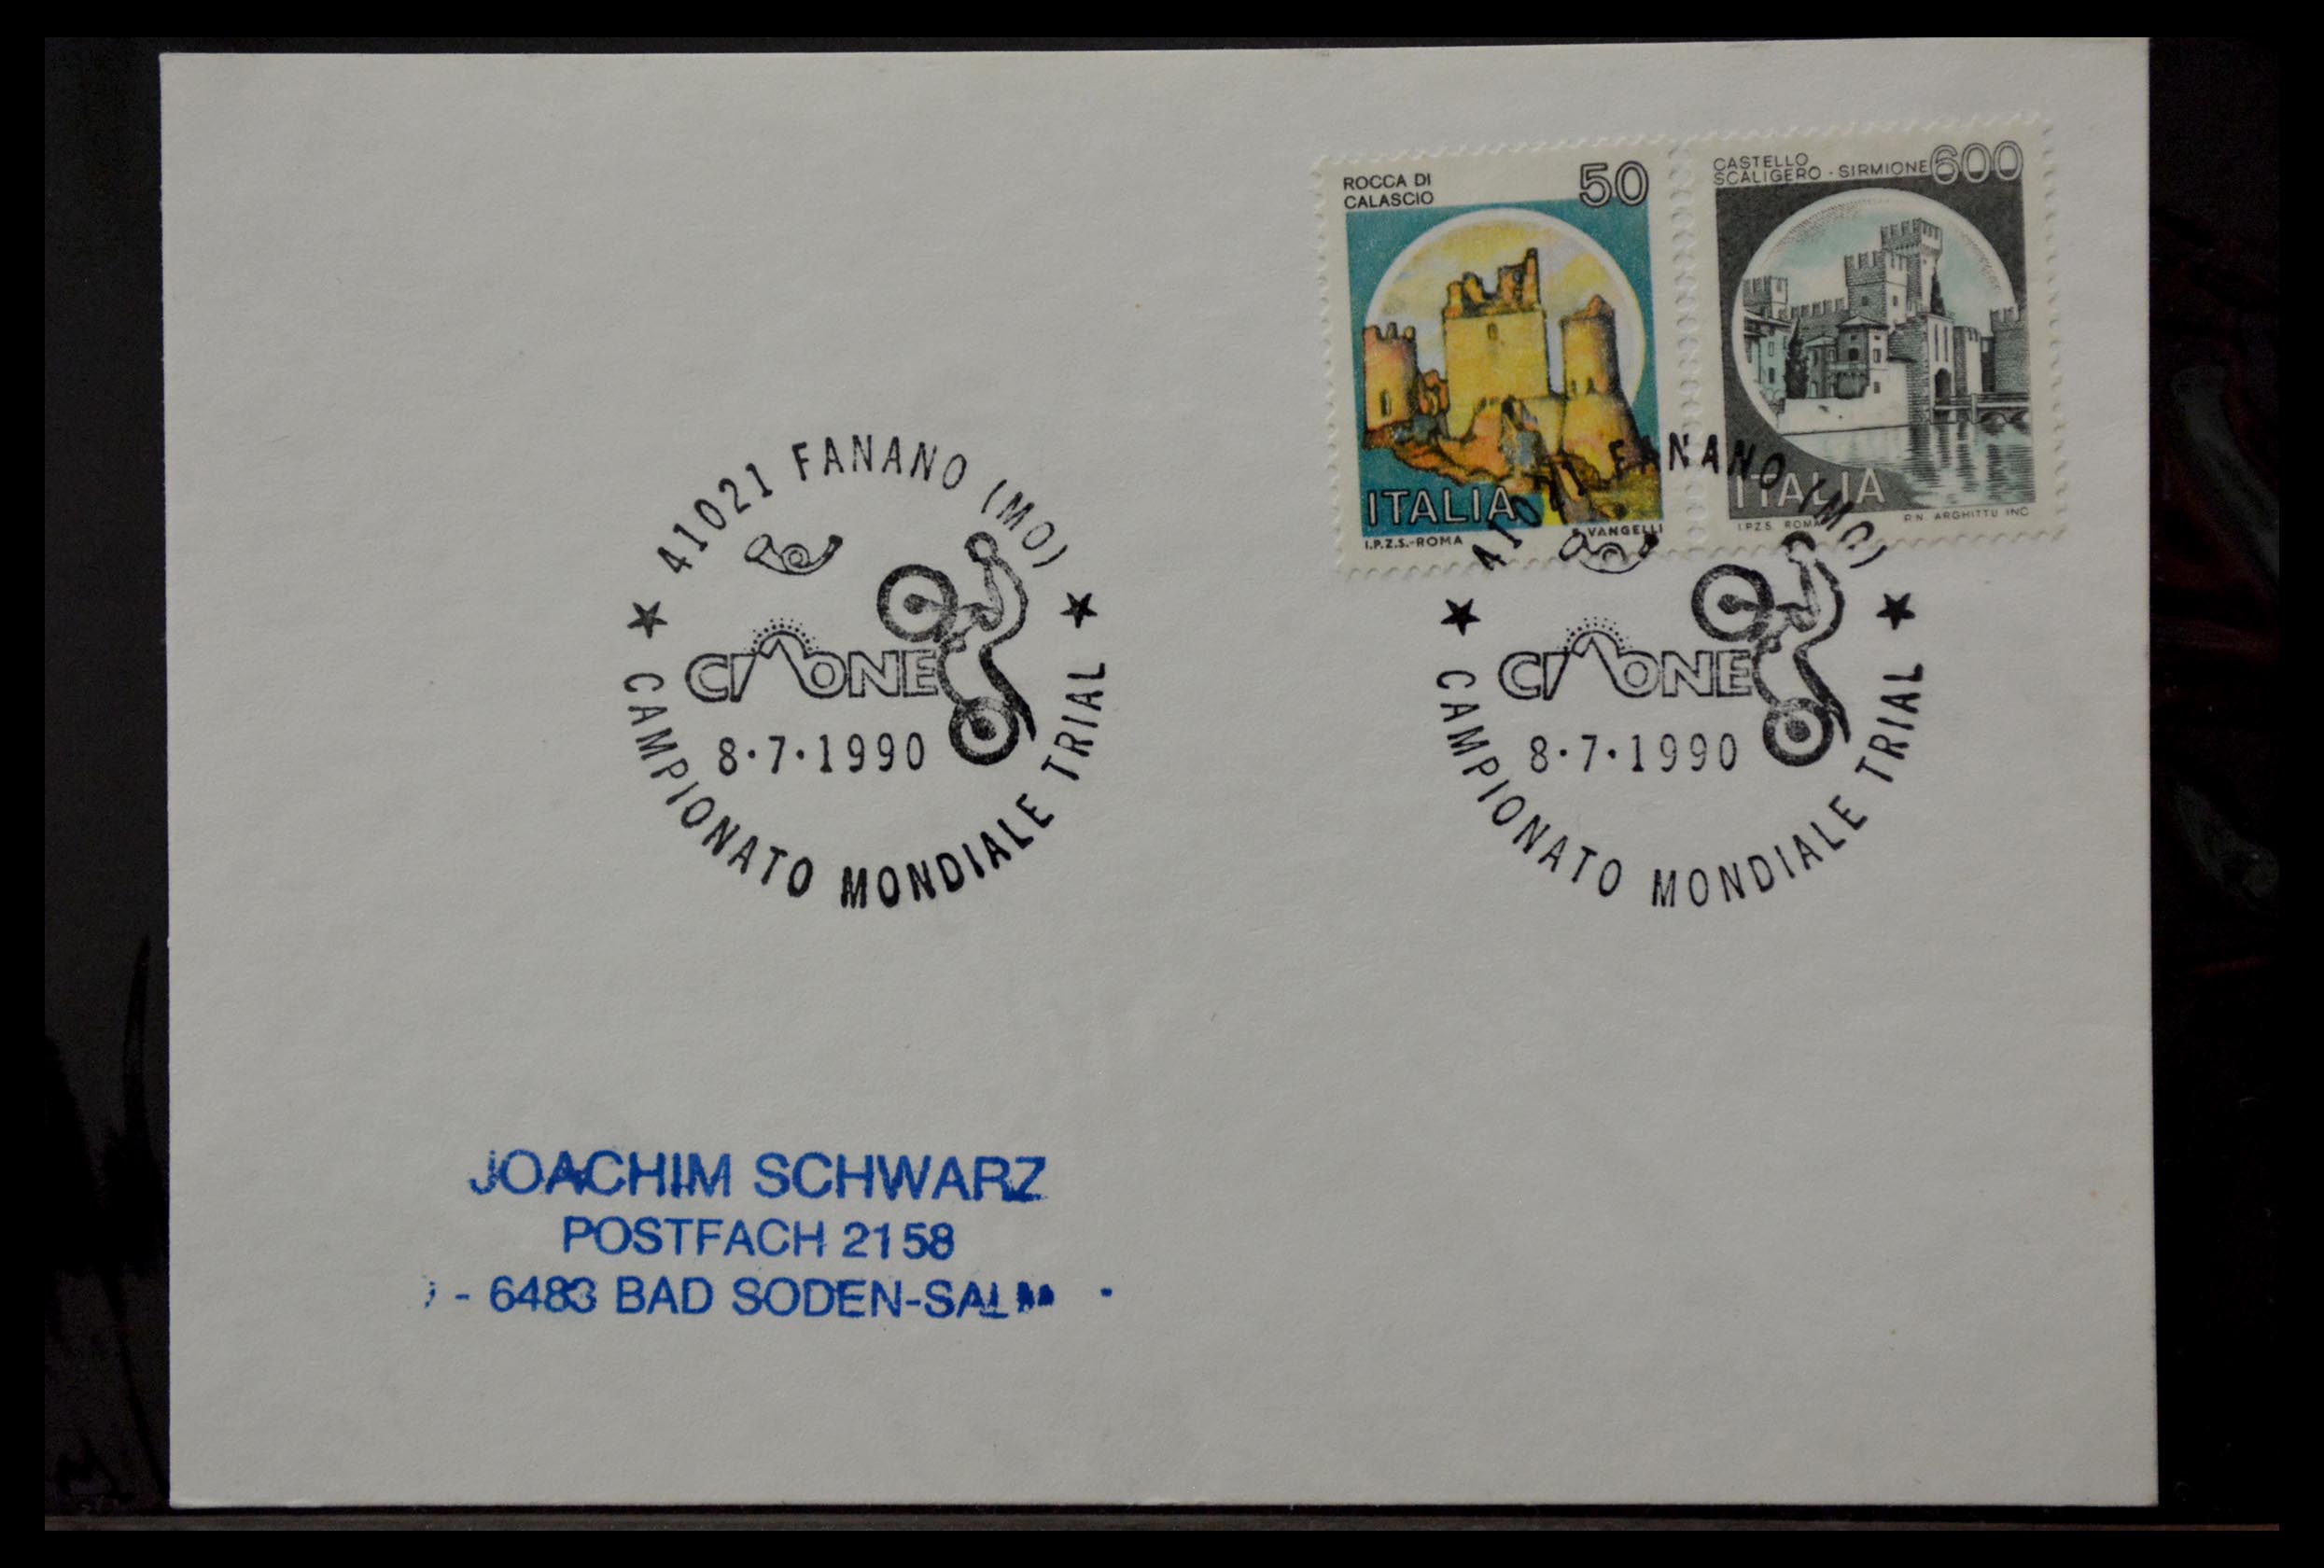 ROCCA DI
CALASCIO
50
ITALIA
I.P.Z.S.-ROMA
S. VANGELLI
CASTELLO
SCALIGERO - SIRMIONE
600
ITALIA
I.P.Z.S. ROMA
P.N. ARGHITTU INC.
41021 FANANO (MO)
CIMONE
8·7·1990
★ CAMPIONATO MONDIALE TRIAL ★
FANANO (MO)
CIMONE
8·7·1990
★ CAMPIONATO MONDIALE TRIAL ★
JOACHIM SCHWARZ
POSTFACH 2158
- 6483 BAD SODEN-SAL